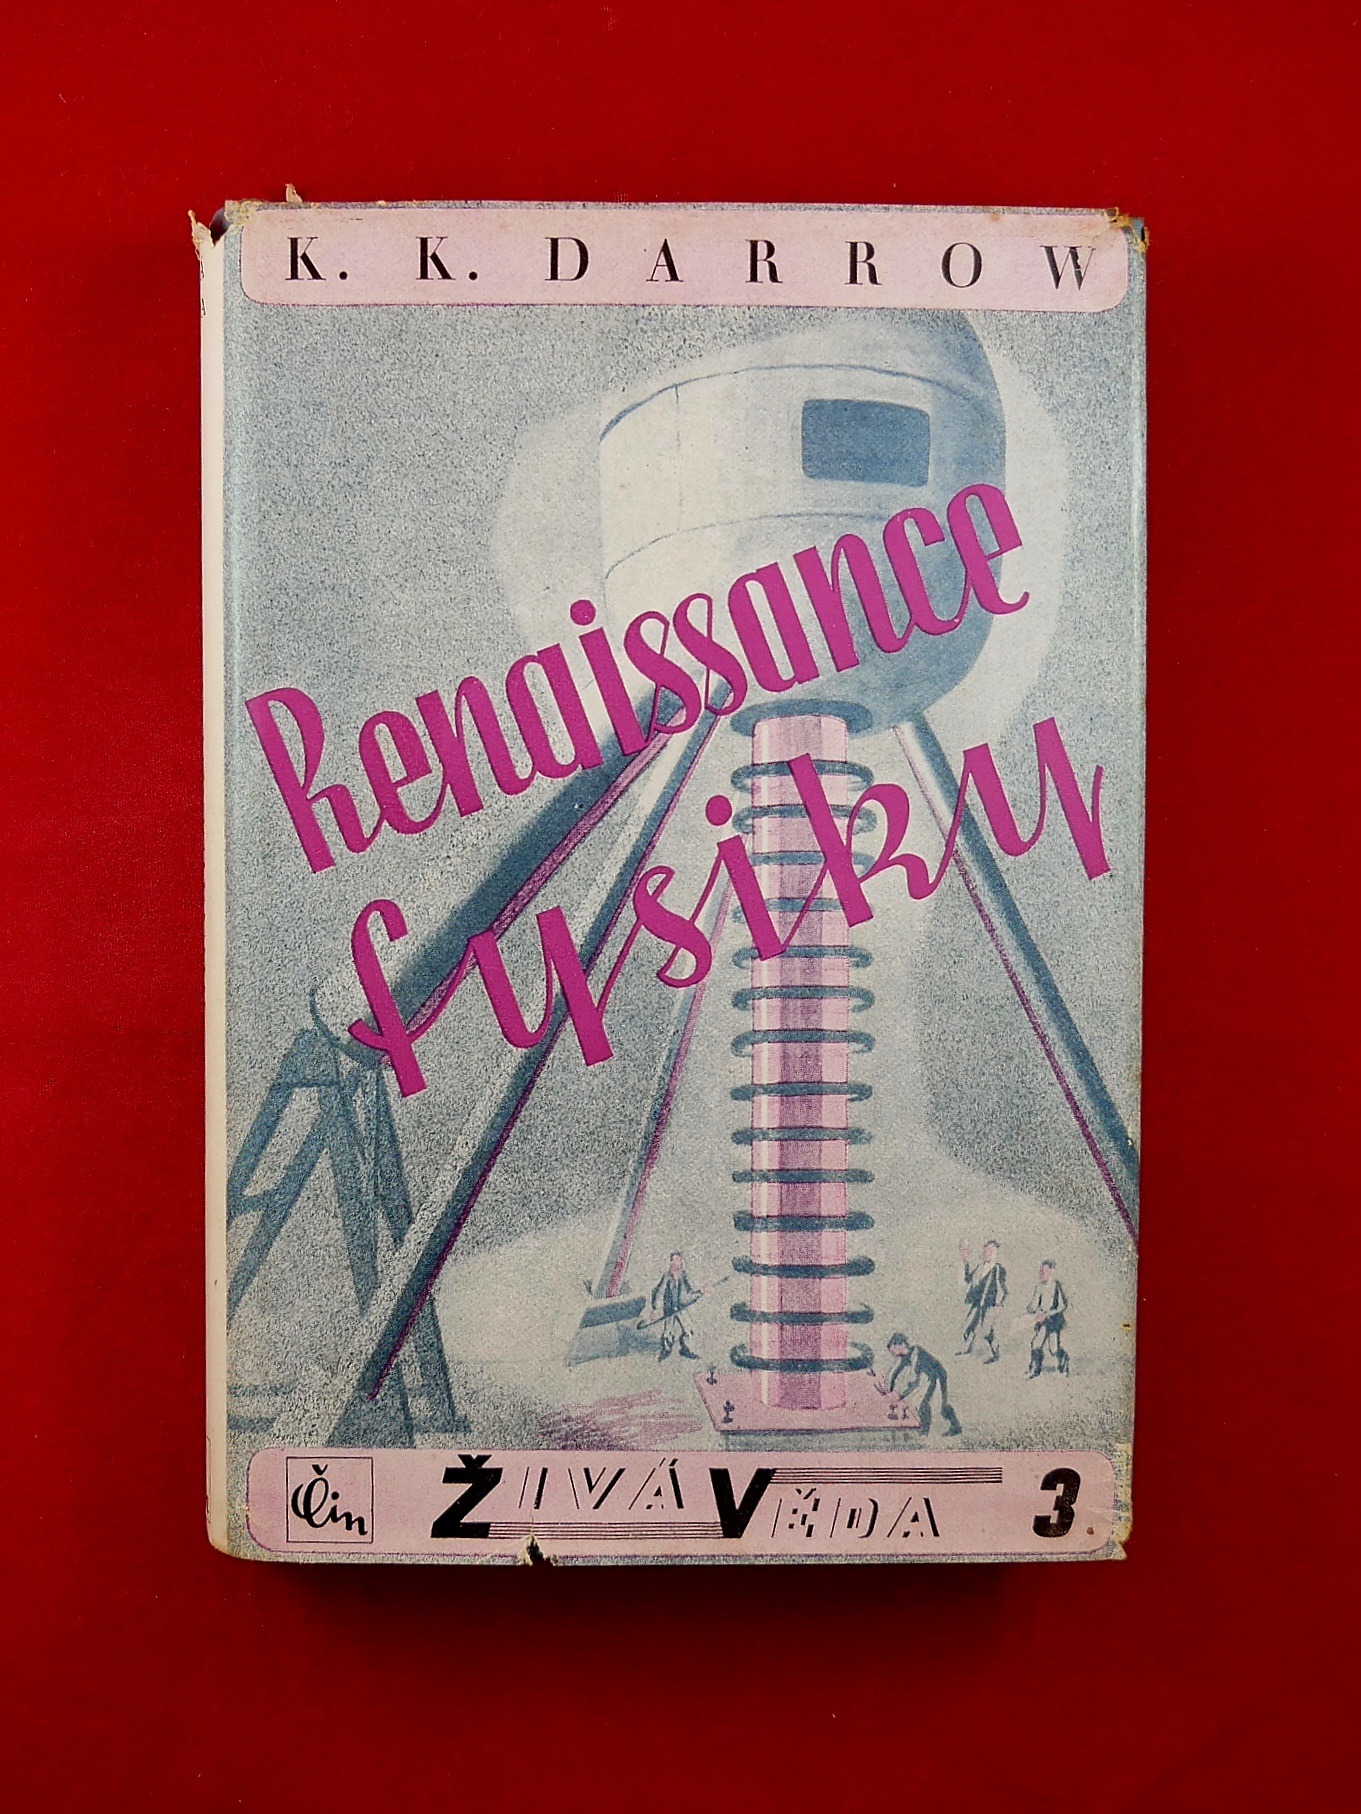 K. K. DARROW
Renaissance
fysiky
Čin
ŽIVÁ VĚDA 3.